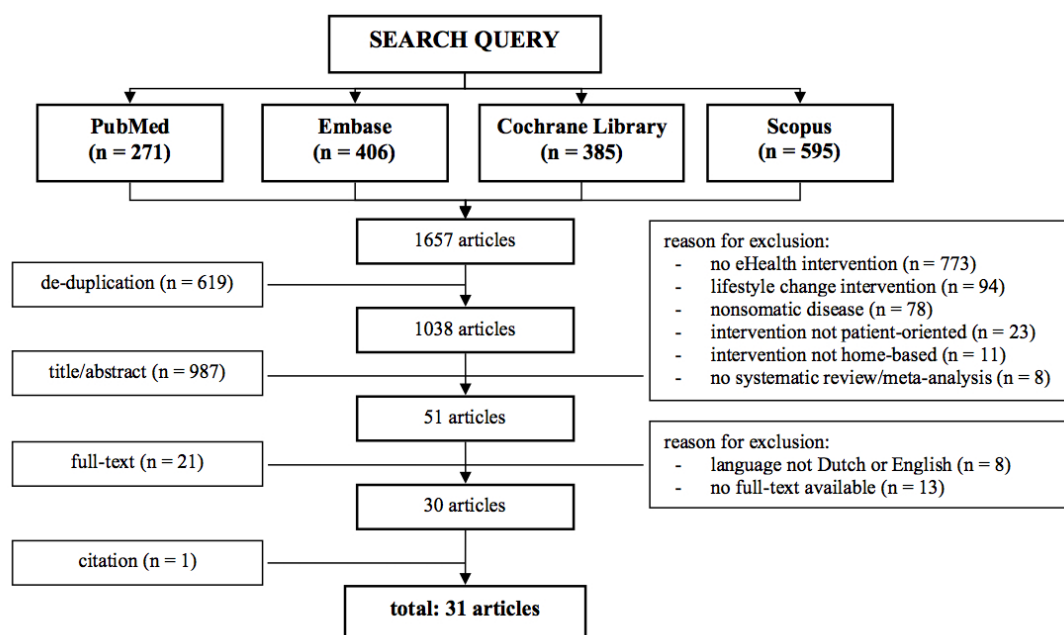 SEARCH QUERY
PubMed
(n = 271)
Embase
(n = 406)
Cochrane Library
(n = 385)
Scopus
(n = 595)
1657 articles
reason for exclusion:
- no eHealth intervention (n = 773)
- lifestyle change intervention (n = 94)
- nonsomatic disease (n = 78)
- intervention not patient-oriented (n = 23)
- intervention not home-based (n = 11)
- no systematic review/meta-analysis (n = 8)
de-duplication (n = 619)
1038 articles
title/abstract (n = 987)
51 articles
reason for exclusion:
- language not Dutch or English (n = 8)
- no full-text available (n = 13)
full-text (n = 21)
30 articles
citation (n = 1)
total: 31 articles